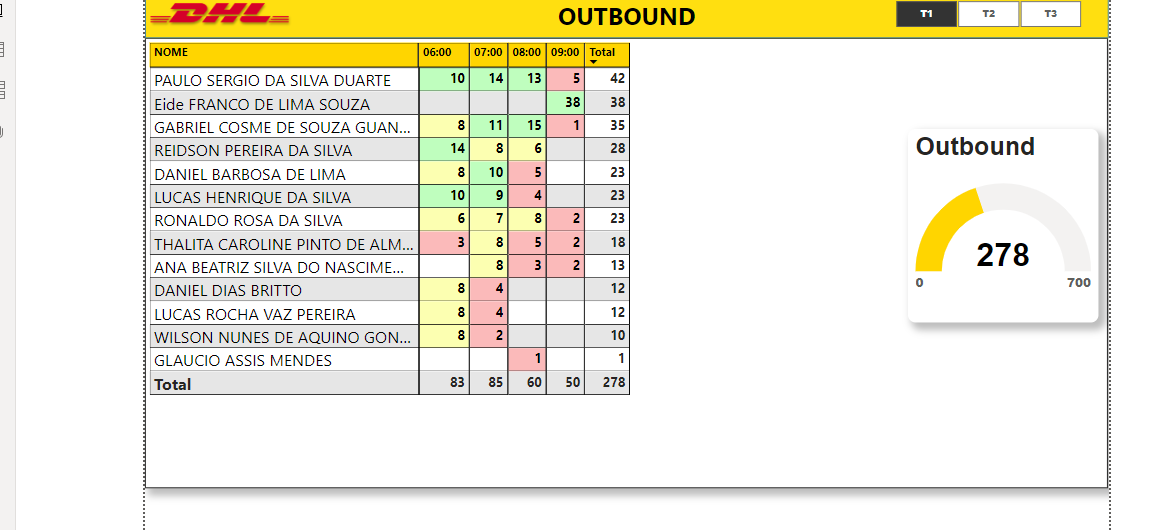 DHL
OUTBOUND
T1 T2 T3
NOME 06:00 07:00 08:00 09:00 Total
PAULO SERGIO DA SILVA DUARTE 10 14 13 5 42
Eide FRANCO DE LIMA SOUZA 38 38
GABRIEL COSME DE SOUZA GUAN... 8 11 15 1 35
REIDSON PEREIRA DA SILVA 14 8 6 28
DANIEL BARBOSA DE LIMA 8 10 5 23
LUCAS HENRIQUE DA SILVA 10 9 4 23
RONALDO ROSA DA SILVA 6 7 8 2 23
THALITA CAROLINE PINTO DE ALM... 3 8 5 2 18
ANA BEATRIZ SILVA DO NASCIME... 8 3 2 13
DANIEL DIAS BRITTO 8 4 12
LUCAS ROCHA VAZ PEREIRA 8 4 12
WILSON NUNES DE AQUINO GON... 8 2 10
GLAUCIO ASSIS MENDES 1 1
Total 83 85 60 50 278
Outbound
278
0 700